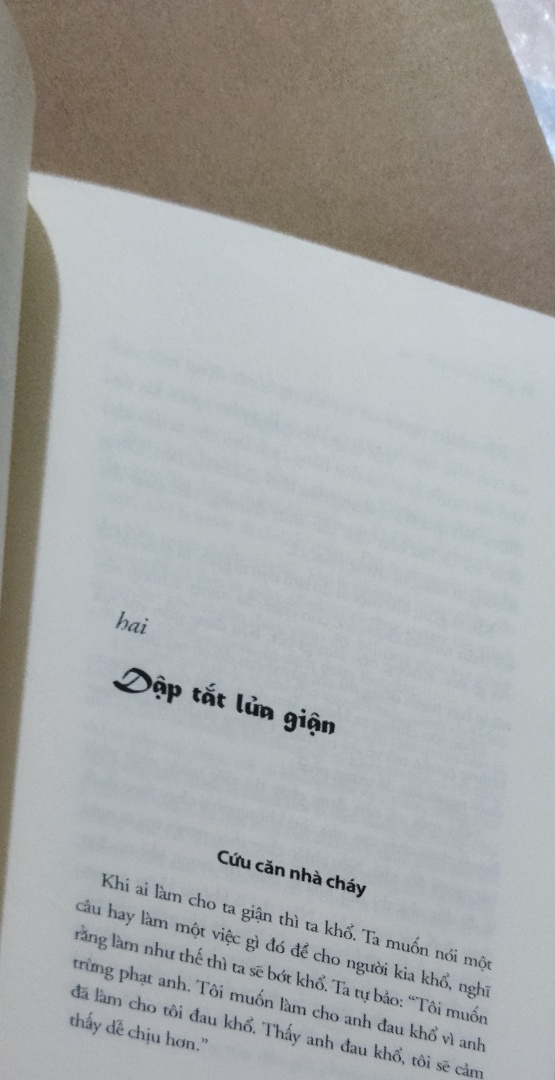 hai
Dập tắt lửa giận
Cứu căn nhà cháy
Khi ai làm cho ta giận thì ta khổ. Ta muốn nói một
câu hay làm một việc gì đó để cho người kia khổ, nghĩ
rằng làm như thế thì ta sẽ bớt khổ. Ta tự bảo: “Tôi muốn
trừng phạt anh. Tôi muốn làm cho anh đau khổ vì anh
đã làm cho tôi đau khổ. Thấy anh đau khổ, tôi sẽ cảm
thấy dễ chịu hơn.”